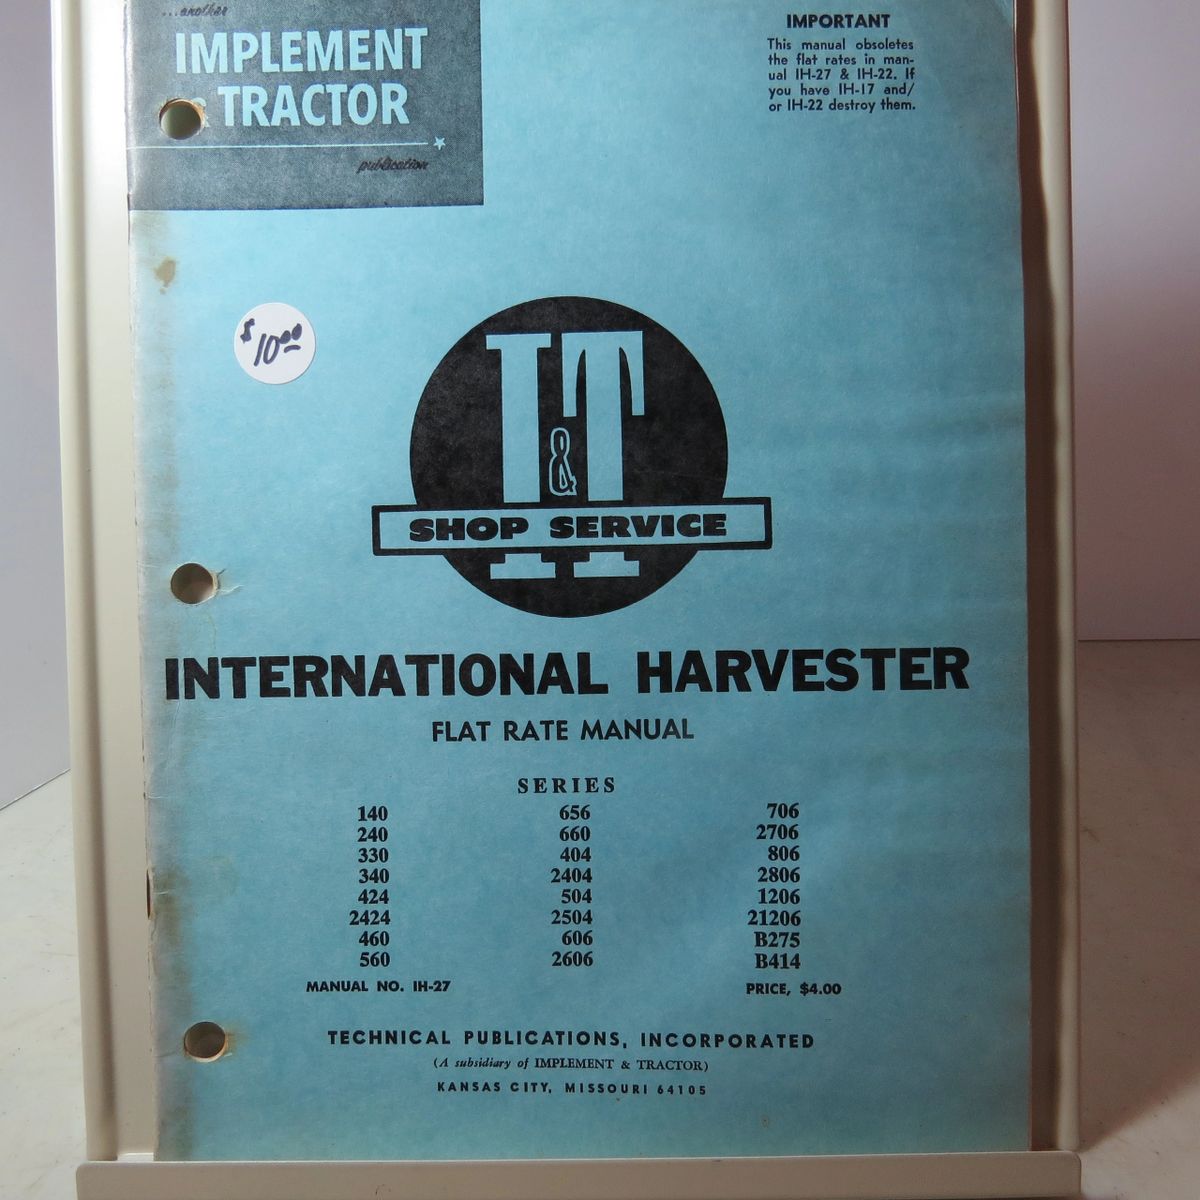 ...another
IMPLEMENT
& TRACTOR
publication
IMPORTANT
This manual obsoletes
the flat rates in man-
ual IH-27 & IH-22. If
you have IH-17 and/
or IH-22 destroy them.
$10.00
I&T
SHOP SERVICE
INTERNATIONAL HARVESTER
FLAT RATE MANUAL
SERIES
140 656 706
240 660 2706
330 404 806
340 2404 2806
424 504 1206
2424 2504 21206
460 606 B275
560 2606 B414
MANUAL NO. IH-27 PRICE, $4.00
TECHNICAL PUBLICATIONS, INCORPORATED
(A subsidiary of IMPLEMENT & TRACTOR)
KANSAS CITY, MISSOURI 64105